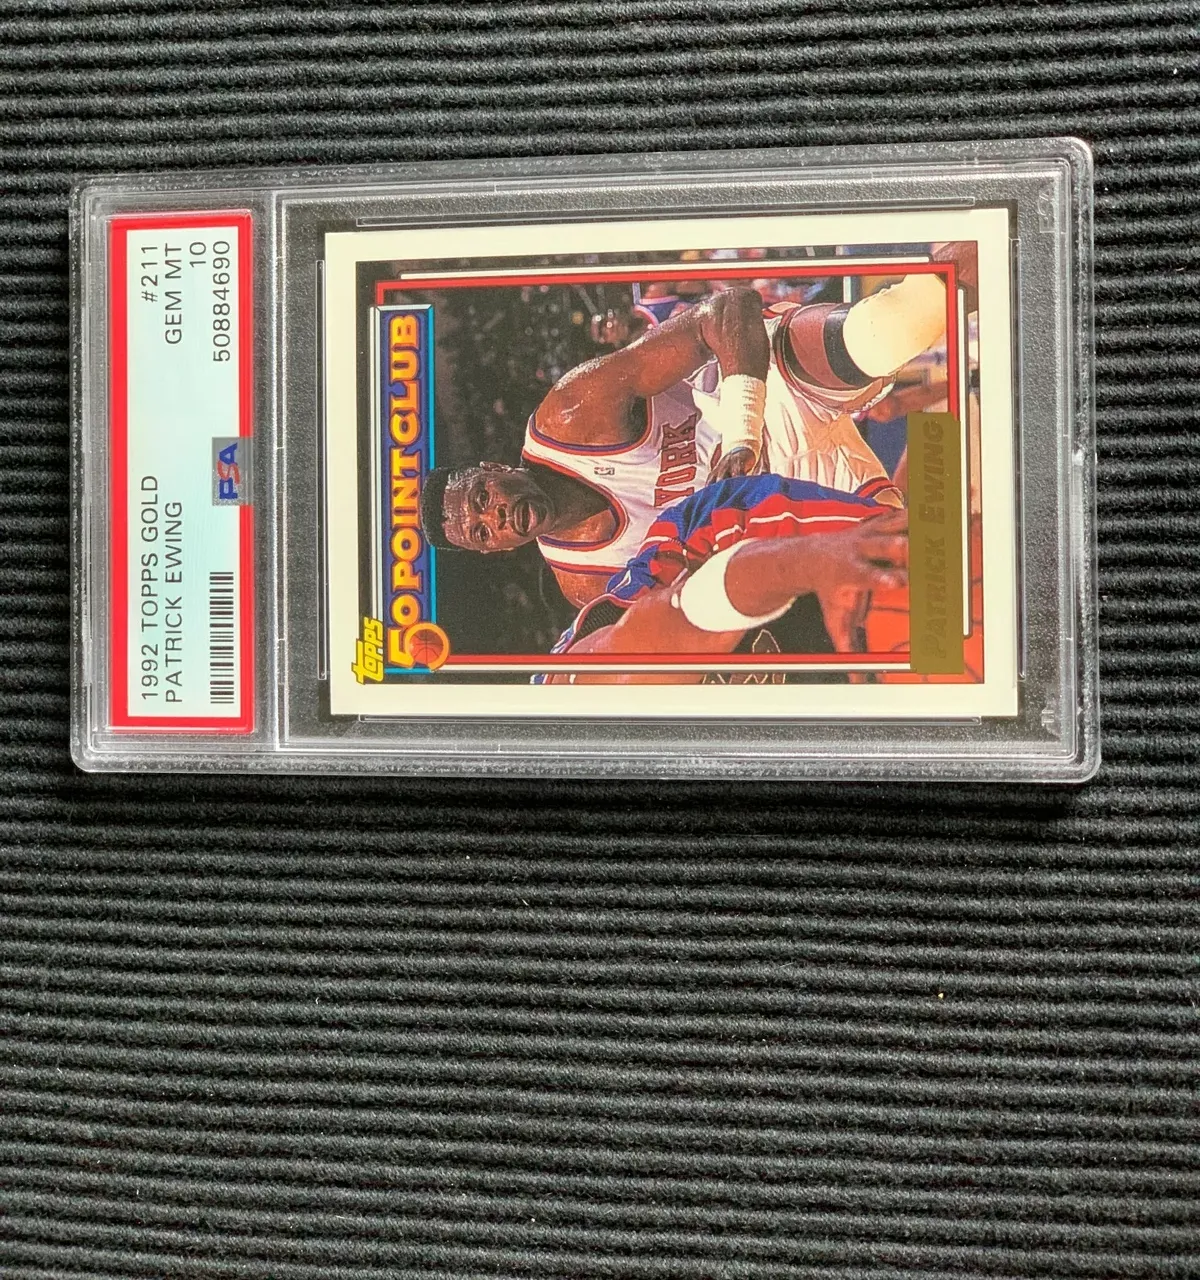 1992 TOPPS GOLD #211
PATRICK EWING GEM MT
10
PSA 50884690
Topps
50 POINT CLUB
YORK
PATRICK EWING